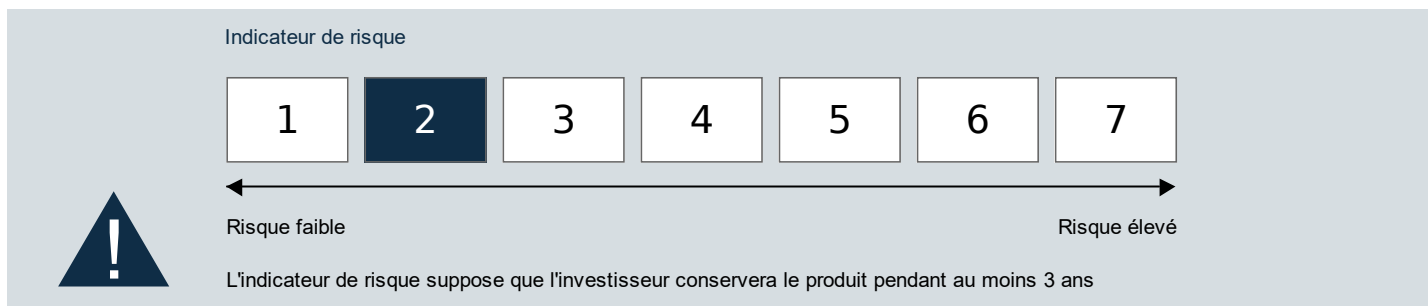 Indicateur de risque
1 2 3 4 5 6 7
Risque faible Risque élevé
!
L'indicateur de risque suppose que l'investisseur conservera le produit pendant au moins 3 ans